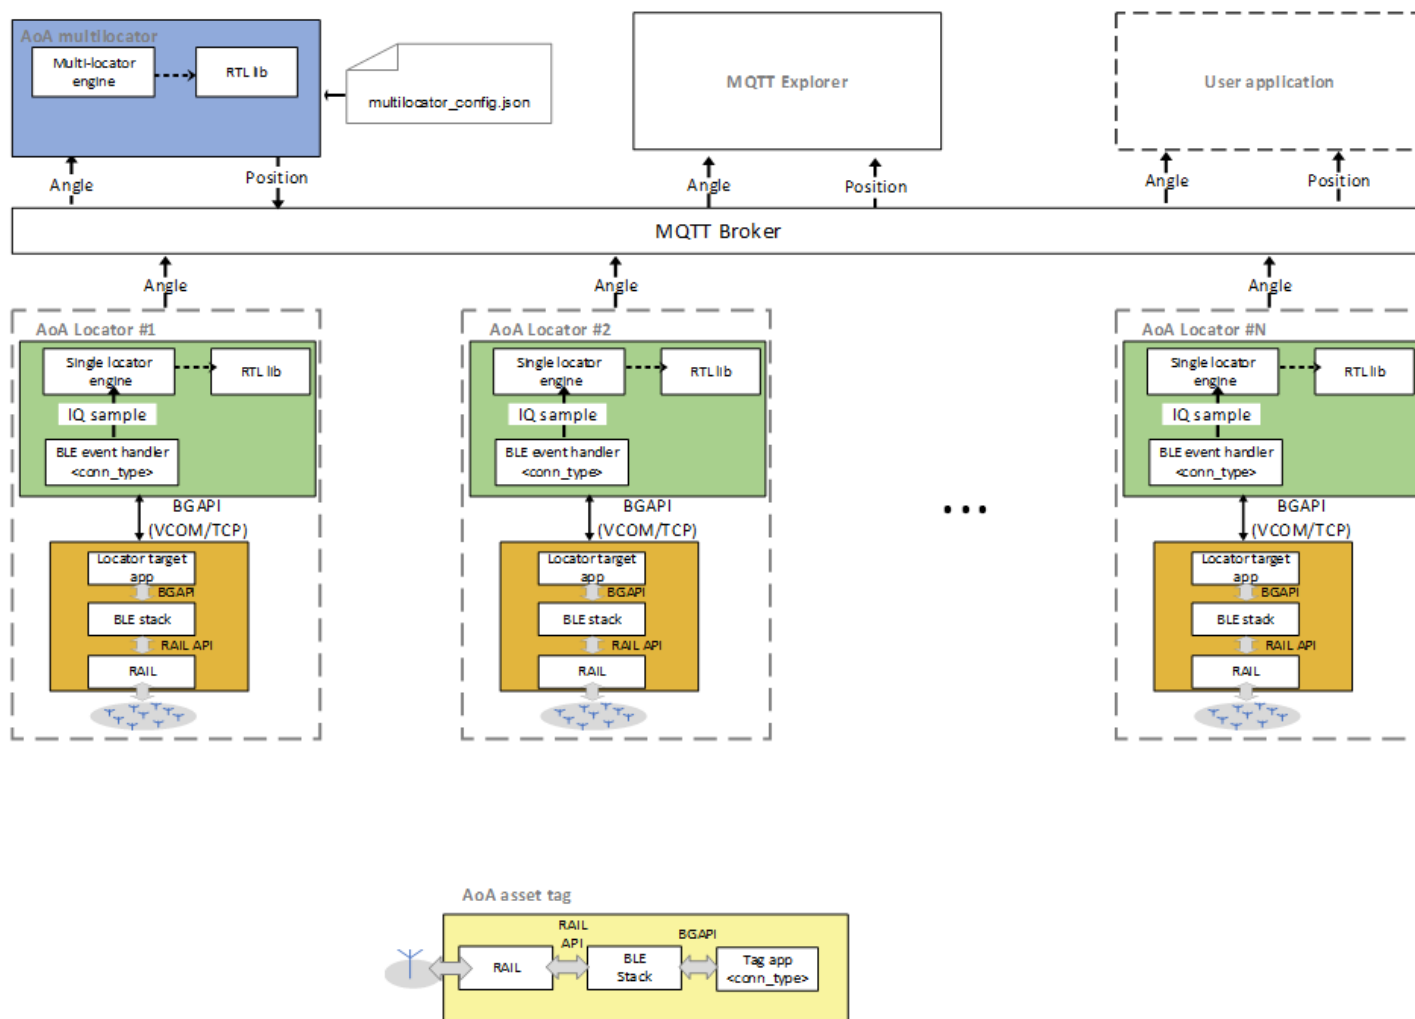 AoA multilocator
Multi-locator
engine
RTL lib
multilocator_config.json
MQTT Explorer
User application
Angle
Position
Angle
Position
Angle
Position
MQTT Broker
Angle
Angle
Angle
AoA Locator #1
Single locator
engine
RTL lib
IQ sample
BLE event handler
<conn_type>
BGAPI
(VCOM/TCP)
Locator target
app
BGAPI
BLE stack
RAIL API
RAIL
AoA Locator #2
Single locator
engine
RTL lib
IQ sample
BLE event handler
<conn_type>
BGAPI
(VCOM/TCP)
Locator target
app
BGAPI
BLE stack
RAIL API
RAIL
...
AoA Locator #N
Single locator
engine
RTL lib
IQ sample
BLE event handler
<conn_type>
BGAPI
(VCOM/TCP)
Locator target
app
BGAPI
BLE stack
RAIL API
RAIL
AoA asset tag
RAIL
RAIL
API
BLE
Stack
BGAPI
Tag app
<conn_type>